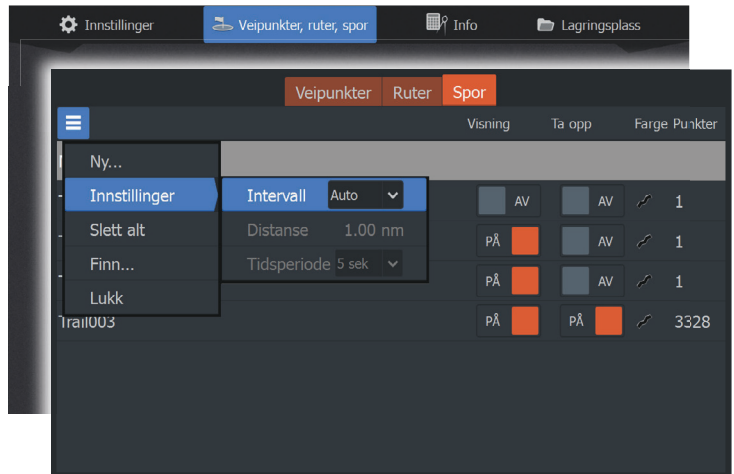 Innstillinger Veipunkter, ruter, spor Info Lagringsplass
Veipunkter Ruter Spor
Visning Ta opp Farge Punkter
Ny...
Innstillinger Intervall Auto AV AV 1
Slett alt Distanse 1.00 nm PÅ AV 1
Finn... Tidsperiode 5 sek PÅ AV 1
Lukk
Trail003 PÅ PÅ 3328